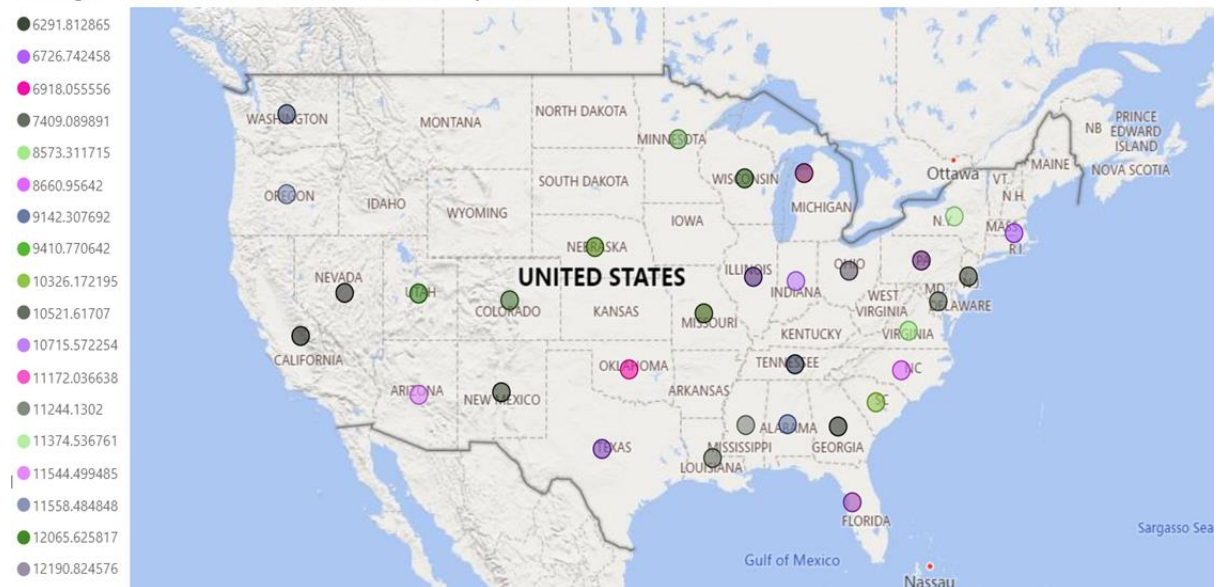 6291.812865
6726.742458
6918.055556
7409.089891
8573.311715
8660.95642
9142.307692
9410.770642
10326.172195
10521.61707
10715.572254
11172.036638
11244.1302
11374.536761
11544.499485
11558.484848
12065.625817
12190.824576
WASHINGTON
MONTANA
NORTH DAKOTA
MINNESOTA
Ottawa
MAINE
NB
PRINCE
EDWARD
ISLAND
NOVA SCOTIA
OREGON
IDAHO
SOUTH DAKOTA
WISCONSIN
MICHIGAN
VT.
N.H.
WYOMING
IOWA
N.Y.
MASS
R.I.
NEBRASKA
NEVADA
UTAH
COLORADO
UNITED STATES
ILLINOIS
INDIANA
OHIO
PA
MD
DELAWARE
KANSAS
MISSOURI
WEST
VIRGINIA
KENTUCKY
VIRGINIA
CALIFORNIA
ARIZONA
NEW MEXICO
OKLAHOMA
ARKANSAS
TENNESSEE
NC
SC
TEXAS
LOUISIANA
MISSISSIPPI
ALABAMA
GEORGIA
FLORIDA
Gulf of Mexico
Sargasso Sea
Nassau